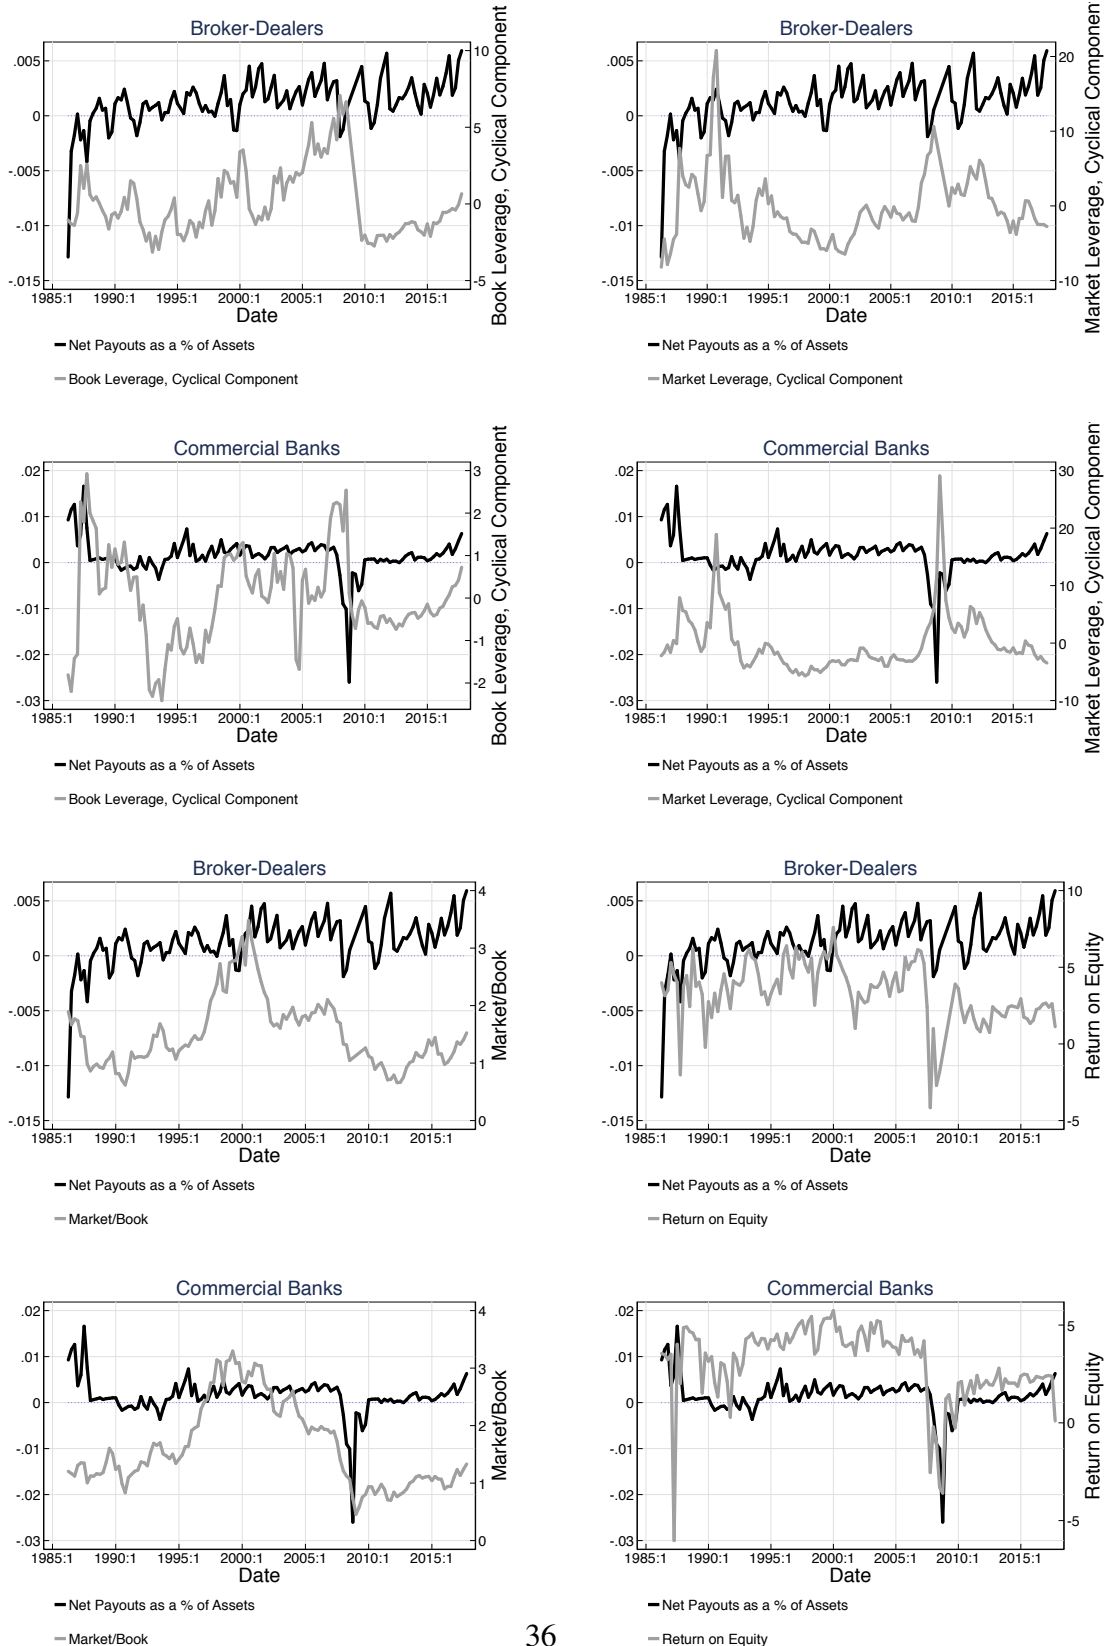 Broker-Dealers
.005
0
-.005
-.01
-.015
10
5
0
-5
Book Leverage, Cyclical Component
1985:1 1990:1 1995:1 2000:1 2005:1 2010:1 2015:1
Date
Net Payouts as a % of Assets
Book Leverage, Cyclical Component
Broker-Dealers
.005
0
-.005
-.01
-.015
20
10
0
-10
Market Leverage, Cyclical Component
1985:1 1990:1 1995:1 2000:1 2005:1 2010:1 2015:1
Date
Net Payouts as a % of Assets
Market Leverage, Cyclical Component
Commercial Banks
.02
.01
0
-.01
-.02
-.03
3
2
1
0
-1
-2
Book Leverage, Cyclical Component
1985:1 1990:1 1995:1 2000:1 2005:1 2010:1 2015:1
Date
Net Payouts as a % of Assets
Book Leverage, Cyclical Component
Commercial Banks
.02
.01
0
-.01
-.02
-.03
30
20
10
0
-10
Market Leverage, Cyclical Component
1985:1 1990:1 1995:1 2000:1 2005:1 2010:1 2015:1
Date
Net Payouts as a % of Assets
Market Leverage, Cyclical Component
Broker-Dealers
.005
0
-.005
-.01
-.015
4
3
2
1
0
Market/Book
1985:1 1990:1 1995:1 2000:1 2005:1 2010:1 2015:1
Date
Net Payouts as a % of Assets
Market/Book
Broker-Dealers
.005
0
-.005
-.01
-.015
10
5
0
-5
Return on Equity
1985:1 1990:1 1995:1 2000:1 2005:1 2010:1 2015:1
Date
Net Payouts as a % of Assets
Return on Equity
Commercial Banks
.02
.01
0
-.01
-.02
-.03
4
3
2
1
0
Market/Book
1985:1 1990:1 1995:1 2000:1 2005:1 2010:1 2015:1
Date
Net Payouts as a % of Assets
Market/Book
Commercial Banks
.02
.01
0
-.01
-.02
-.03
5
0
-5
Return on Equity
1985:1 1990:1 1995:1 2000:1 2005:1 2010:1 2015:1
Date
Net Payouts as a % of Assets
Return on Equity
36